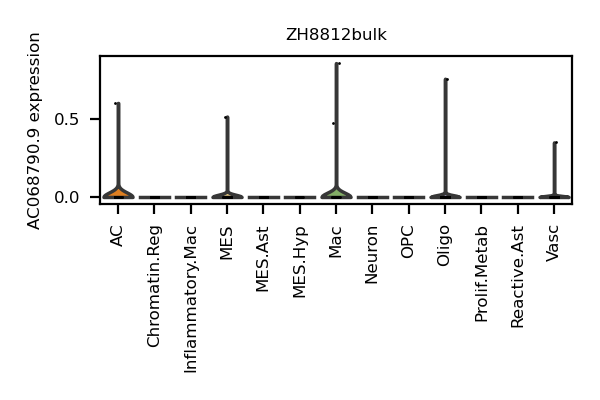 ZH8812bulk
AC068790.9 expression
0.5
0.0
AC
Chromatin.Reg
Inflammatory.Mac
MES
MES.Ast
MES.Hyp
Mac
Neuron
OPC
Oligo
Prolif.Metab
Reactive.Ast
Vasc